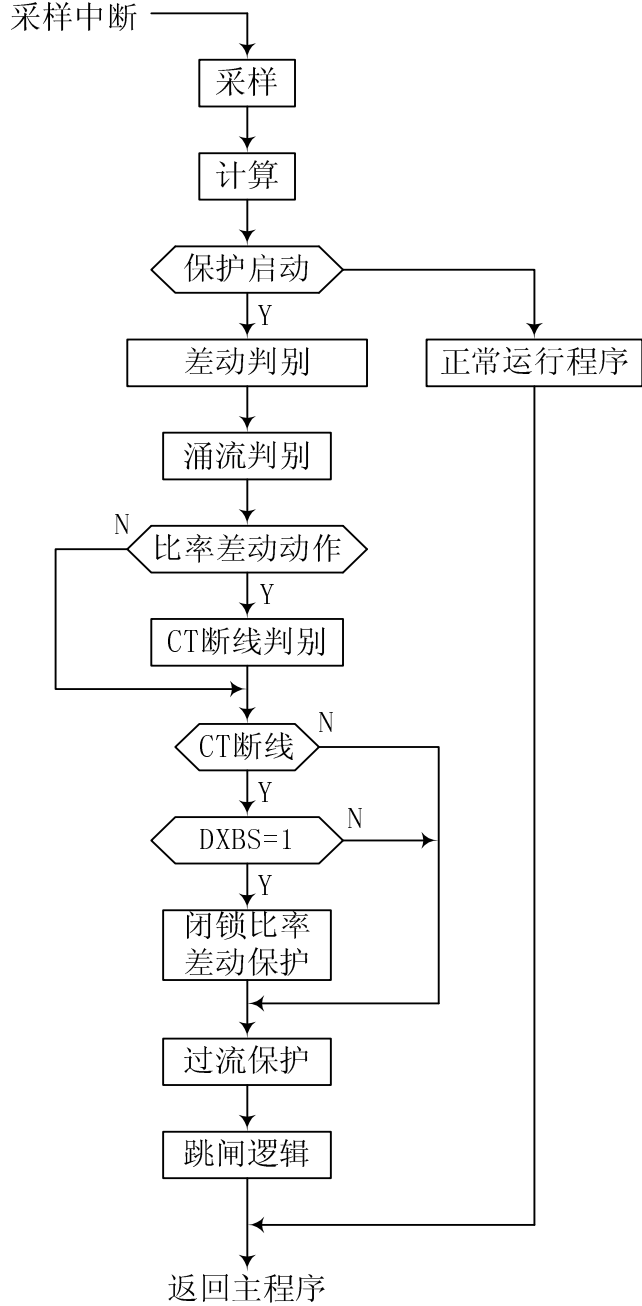 采样中断
采样
计算
保护启动
Y
差动判别
正常运行程序
涌流判别
N
比率差动动作
Y
CT断线判别
N
CT断线
Y
N
DXBS=1
Y
闭锁比率
差动保护
过流保护
跳闸逻辑
返回主程序